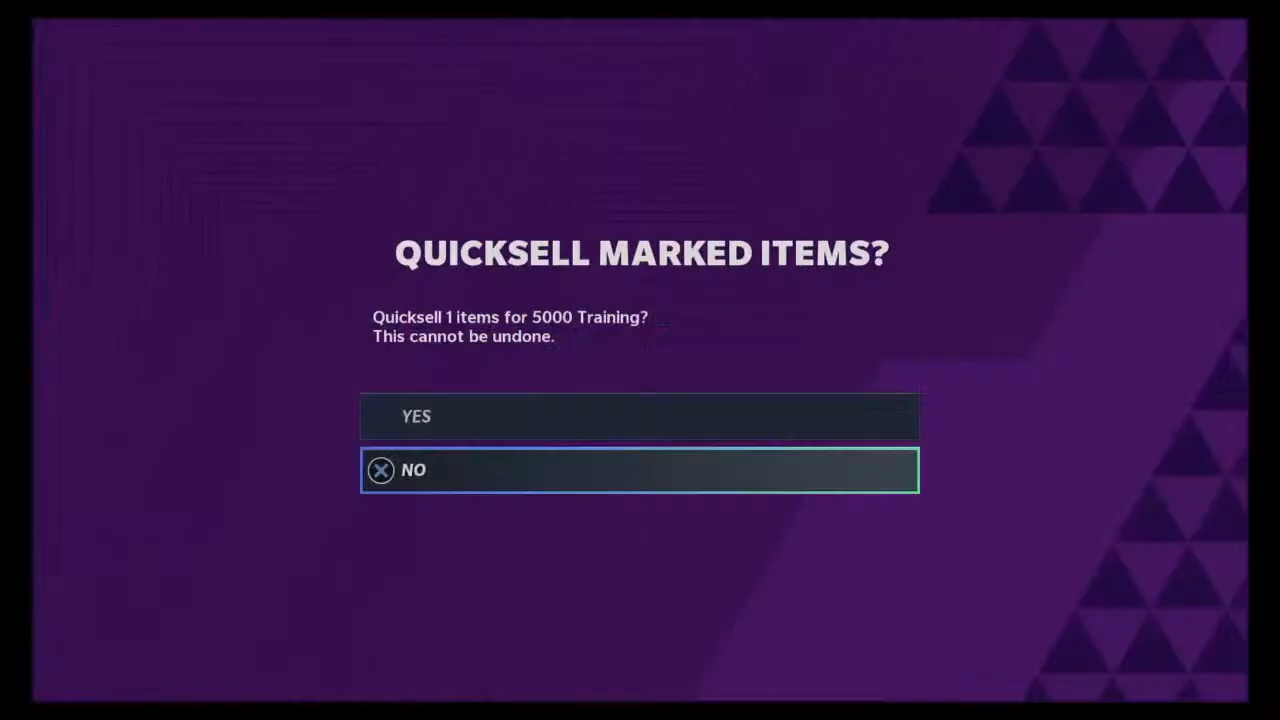 QUICKSELL MARKED ITEMS?
Quicksell 1 items for 5000 Training?
This cannot be undone.
YES
NO